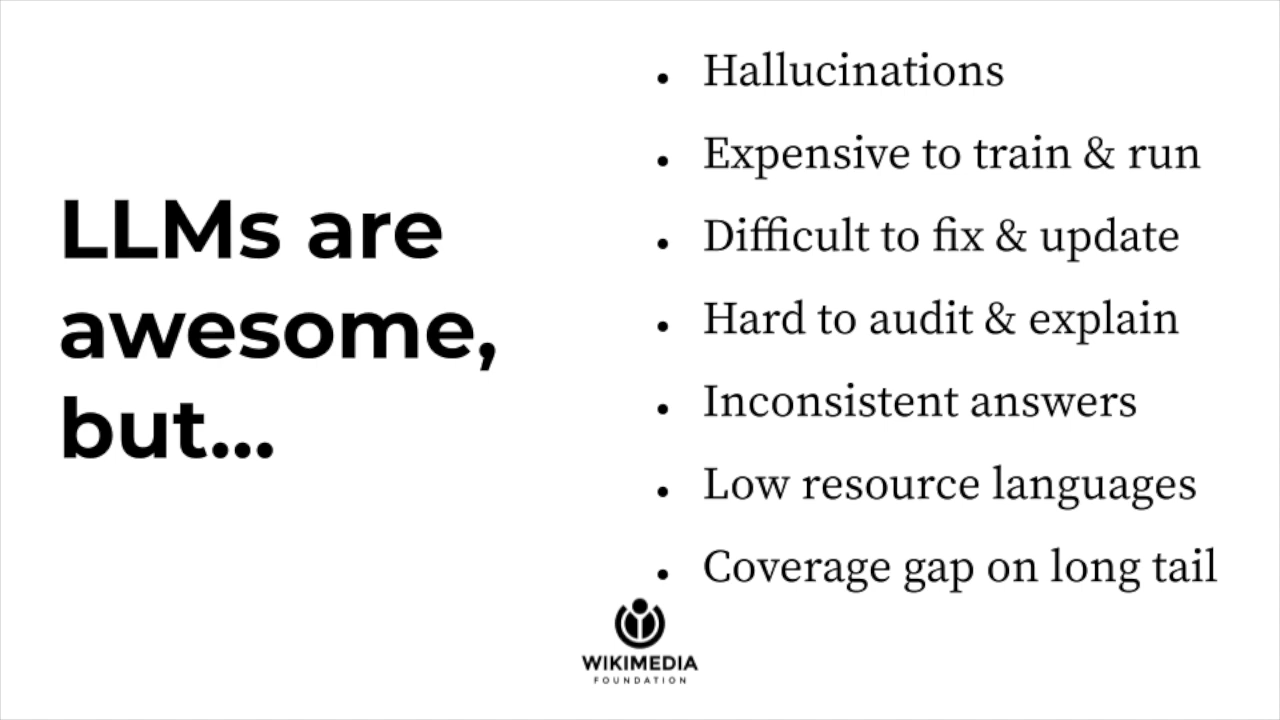 LLMs are
awesome,
but...
• Hallucinations
• Expensive to train & run
• Difficult to fix & update
• Hard to audit & explain
• Inconsistent answers
• Low resource languages
• Coverage gap on long tail
WIKIMEDIA
FOUNDATION